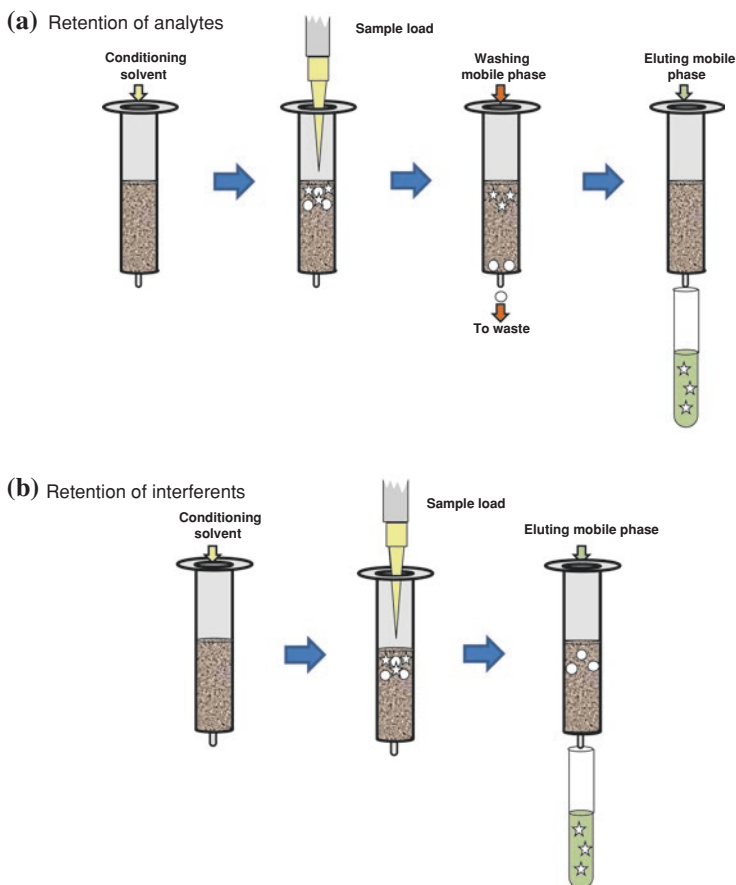 (a) Retention of analytes
Sample load
Conditioning
solvent
Washing
mobile phase
Eluting mobile
phase
To waste
(b) Retention of interferents
Sample load
Conditioning
solvent
Eluting mobile phase